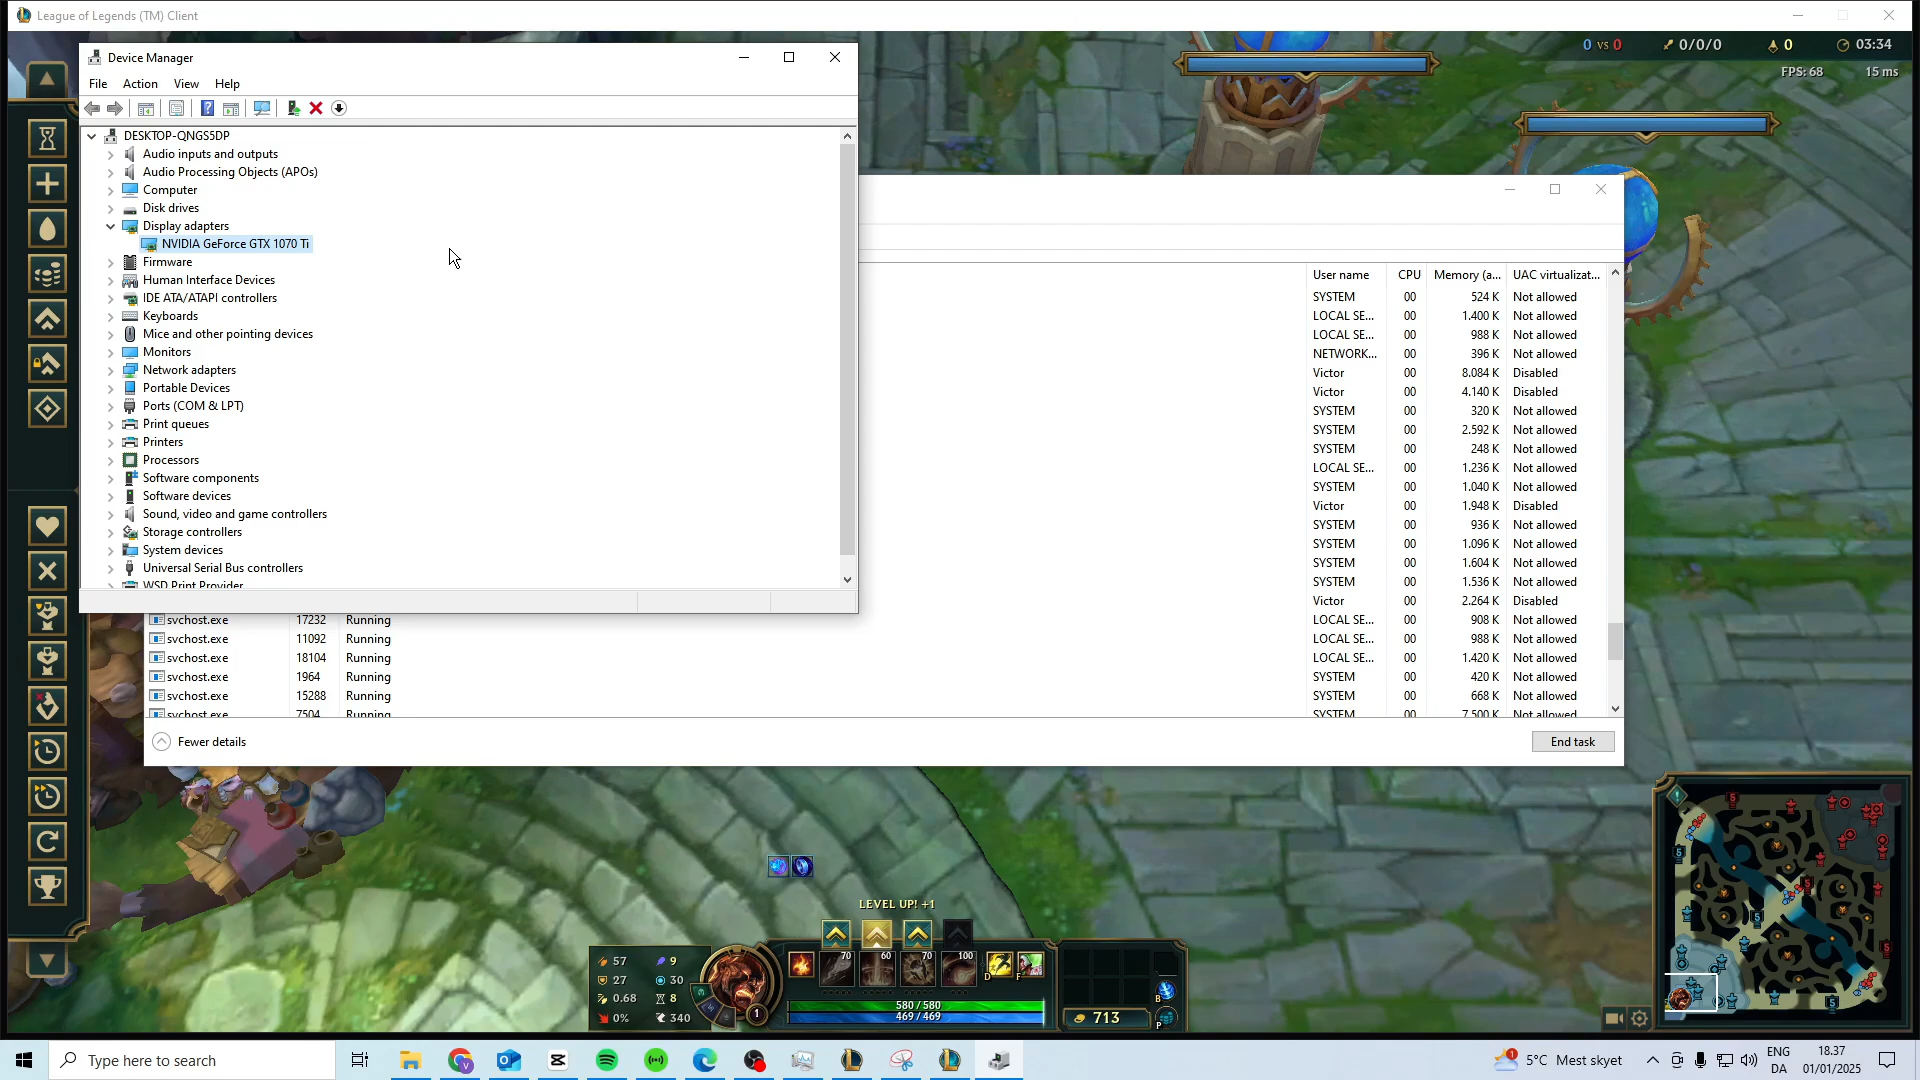 League of Legends (TM) Client
0 vs 0
0/0/0
0
03:34
FPS: 68
15 ms
Device Manager
File Action View Help
DESKTOP-QNGS5DP
Audio inputs and outputs
Audio Processing Objects (APOs)
Computer
Disk drives
Display adapters
NVIDIA GeForce GTX 1070 Ti
Firmware
Human Interface Devices
IDE ATA/ATAPI controllers
Keyboards
Mice and other pointing devices
Monitors
Network adapters
Portable Devices
Ports (COM & LPT)
Print queues
Printers
Processors
Software components
Software devices
Sound, video and game controllers
Storage controllers
System devices
Universal Serial Bus controllers
WSD Print Provider
User name CPU Memory (a... UAC virtualizat...
SYSTEM 00 524 K Not allowed
LOCAL SE... 00 1.400 K Not allowed
LOCAL SE... 00 988 K Not allowed
NETWORK... 00 396 K Not allowed
Victor 00 8.084 K Disabled
Victor 00 4.140 K Disabled
SYSTEM 00 320 K Not allowed
SYSTEM 00 2.592 K Not allowed
SYSTEM 00 248 K Not allowed
LOCAL SE... 00 1.236 K Not allowed
SYSTEM 00 1.040 K Not allowed
Victor 00 1.948 K Disabled
SYSTEM 00 936 K Not allowed
SYSTEM 00 1.096 K Not allowed
SYSTEM 00 1.604 K Not allowed
SYSTEM 00 1.536 K Not allowed
Victor 00 2.264 K Disabled
svchost.exe 17232 Running LOCAL SE... 00 908 K Not allowed
svchost.exe 11092 Running LOCAL SE... 00 988 K Not allowed
svchost.exe 18104 Running LOCAL SE... 00 1.420 K Not allowed
svchost.exe 1964 Running SYSTEM 00 420 K Not allowed
svchost.exe 15288 Running SYSTEM 00 668 K Not allowed
svchost.exe 7504 Running SYSTEM 00 7.500 K Not allowed
Fewer details
End task
LEVEL UP! +1
57 9
27 30
0.68 8
0% 340
1
70 60 70 100
D F
580 / 580
469 / 469
713
B
P
Type here to search
5°C Mest skyet
ENG
DA
18.37
01/01/2025